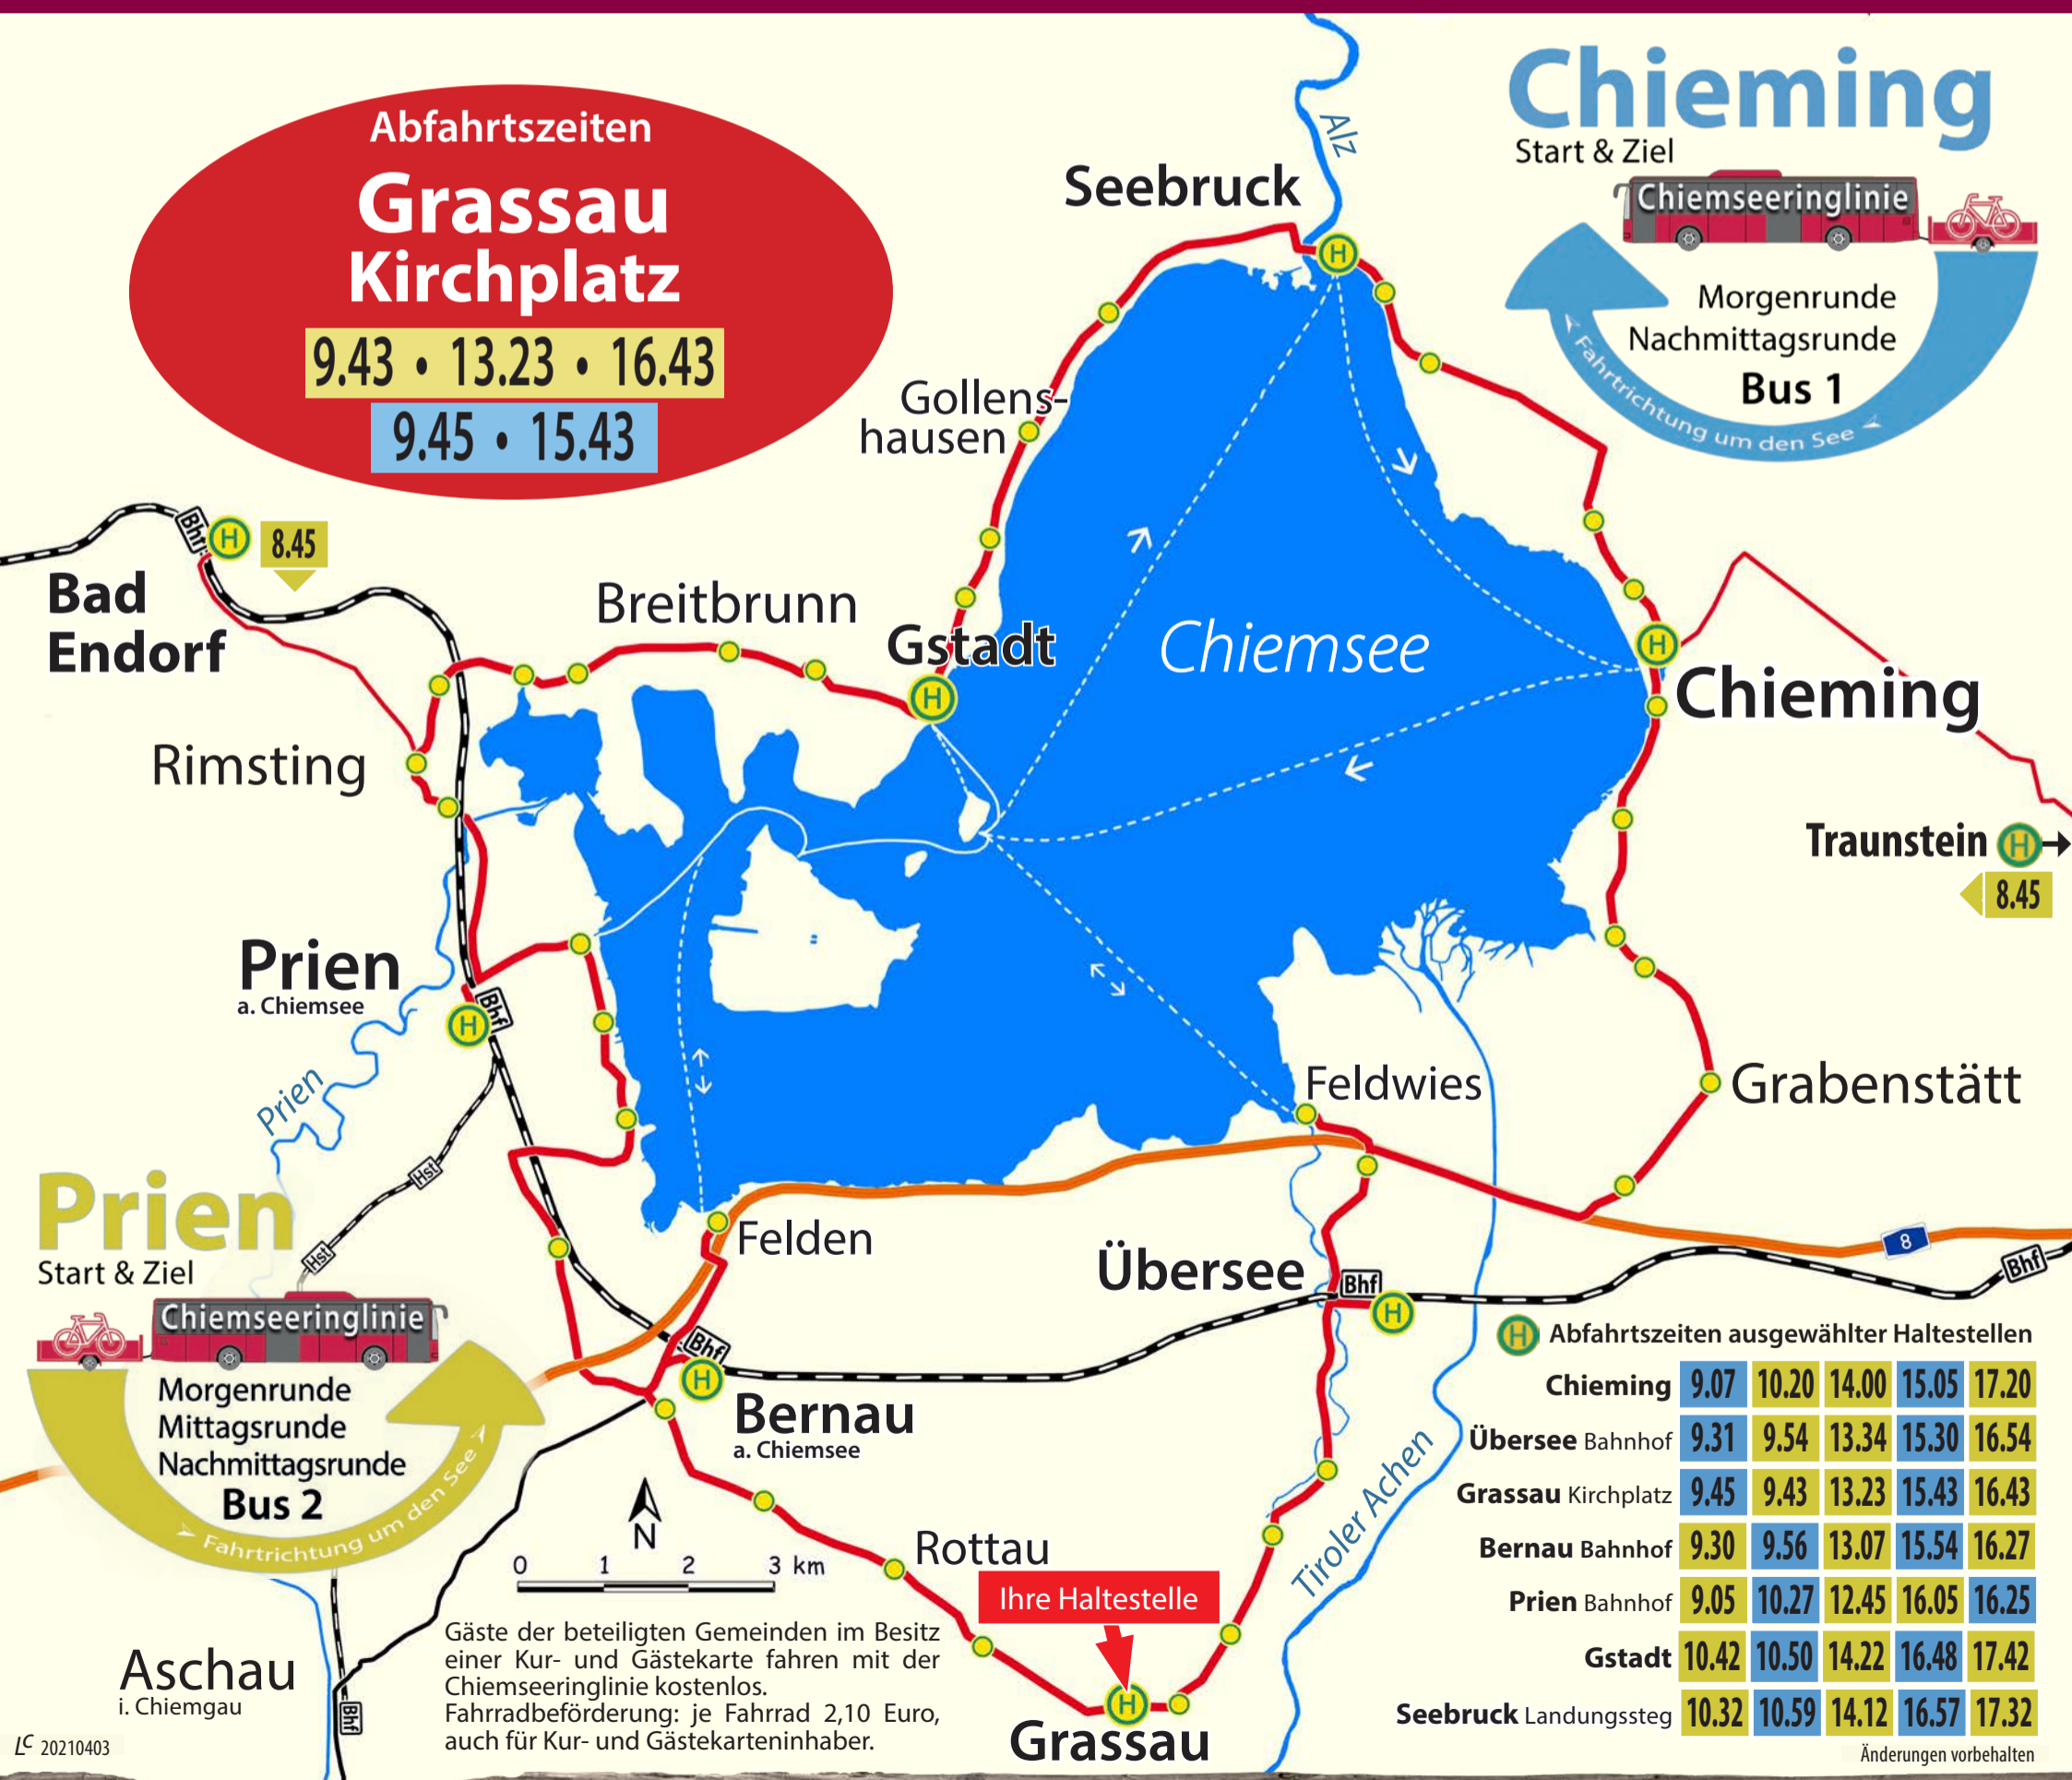 Abfahrtszeiten
Grassau
Kirchplatz
9.43 • 13.23 • 16.43
9.45 • 15.43
Chieming
Start & Ziel
Chiemseeringlinie
Morgenrunde
Nachmittagsrunde
Bus 1
Fahrtrichtung um den See
Alz
Seebruck
H
Gollens-
hausen
Bhf
H
8.45
Bad
Endorf
Breitbrunn
Gstadt
H
Chiemsee
H
Chieming
Rimsting
Traunstein H
8.45
Prien
a. Chiemsee
Bhf
H
Prien
Feldwies
Grabenstätt
Hst
Hst
Felden
Übersee
Bhf
H
8
Bhf
Prien
Start & Ziel
Chiemseeringlinie
Morgenrunde
Mittagsrunde
Nachmittagsrunde
Bus 2
Fahrtrichtung um den See
Bhf
H
Bernau
a. Chiemsee
N
0 1 2 3 km
Rottau
Tiroler Achen
Ihre Haltestelle
H
Grassau
Aschau
i. Chiemgau
Bhf
Gäste der beteiligten Gemeinden im Besitz
einer Kur- und Gästekarte fahren mit der
Chiemseeringlinie kostenlos.
Fahrradbeförderung: je Fahrrad 2,10 Euro,
auch für Kur- und Gästekarteninhaber.
H Abfahrtszeiten ausgewählter Haltestellen
Chieming 9.07 10.20 14.00 15.05 17.20
Übersee Bahnhof 9.31 9.54 13.34 15.30 16.54
Grassau Kirchplatz 9.45 9.43 13.23 15.43 16.43
Bernau Bahnhof 9.30 9.56 13.07 15.54 16.27
Prien Bahnhof 9.05 10.27 12.45 16.05 16.25
Gstadt 10.42 10.50 14.22 16.48 17.42
Seebruck Landungssteg 10.32 10.59 14.12 16.57 17.32
Änderungen vorbehalten
LC 20210403